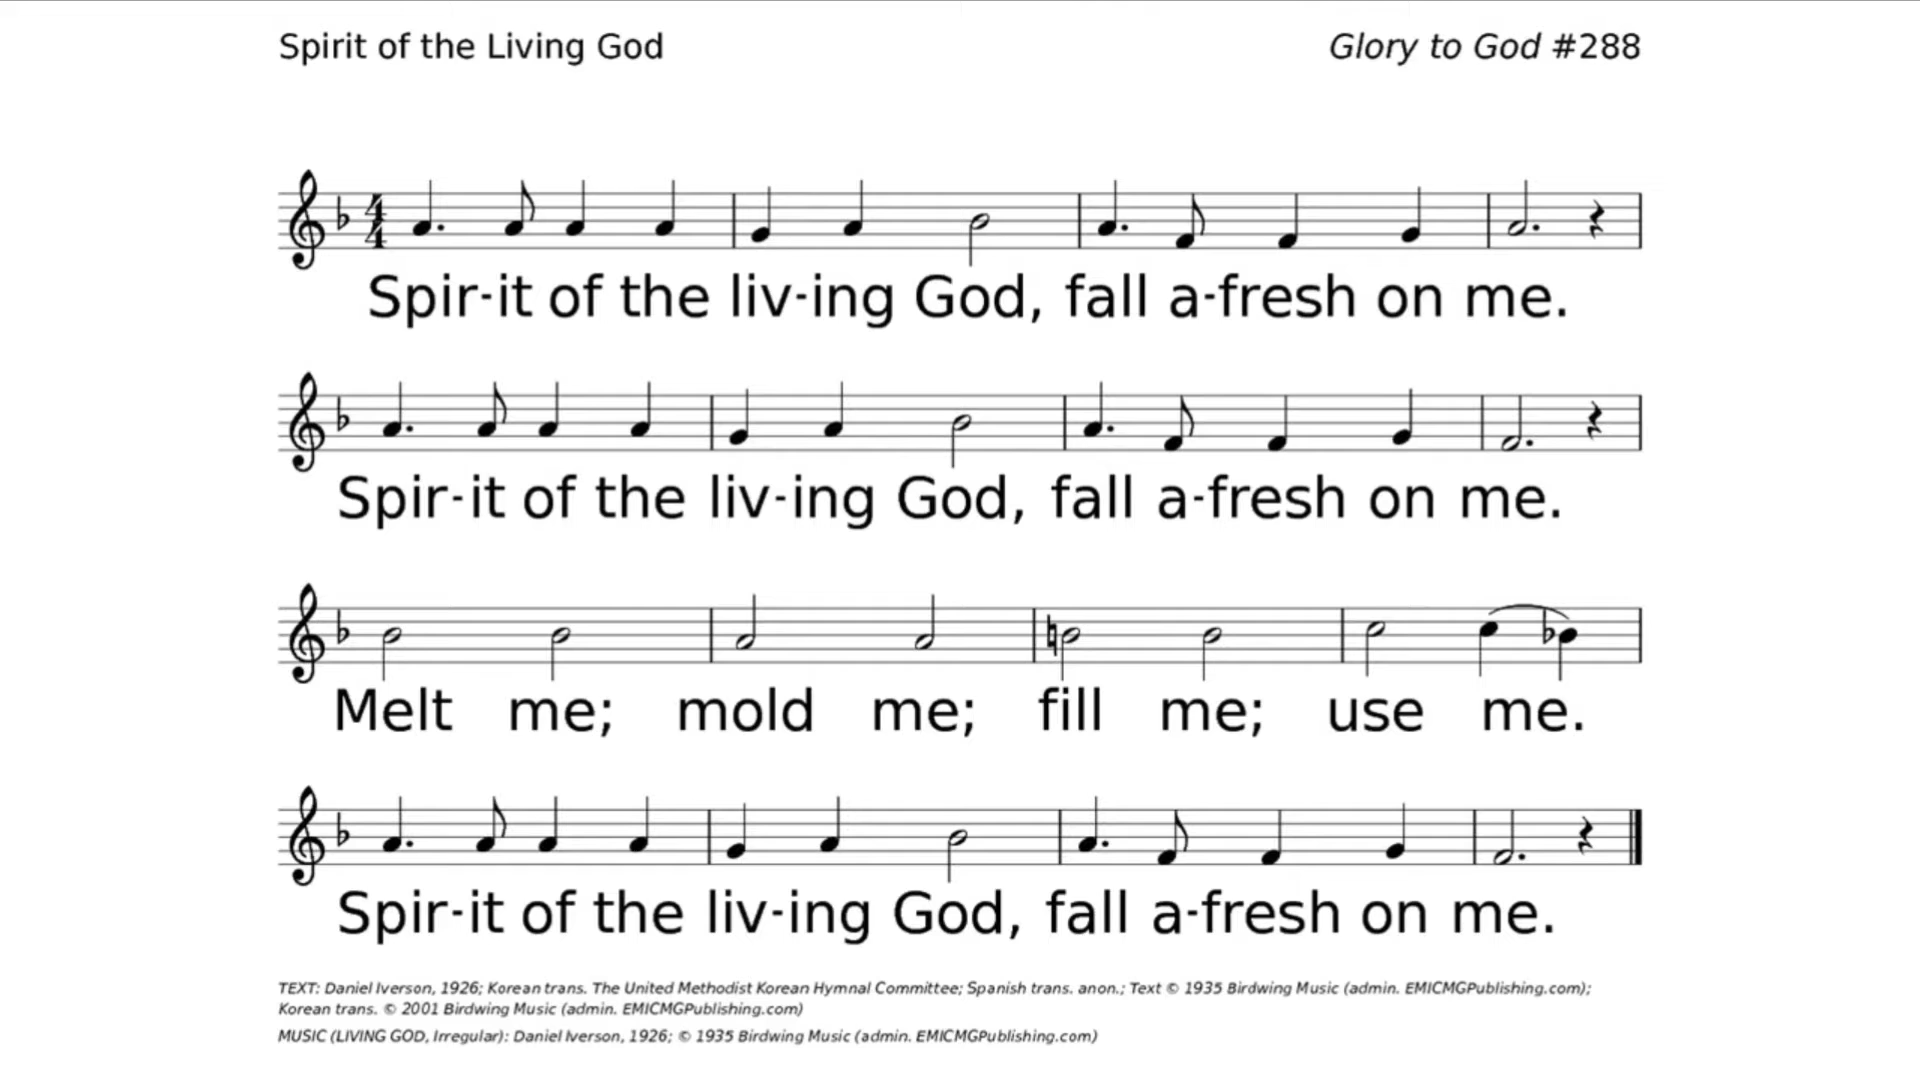 Spirit of the Living God
Glory to God #288
Spir-it of the liv-ing God, fall a-fresh on me.
Spir-it of the liv-ing God, fall a-fresh on me.
Melt me; mold me; fill me; use me.
Spir-it of the liv-ing God, fall a-fresh on me.
TEXT: Daniel Iverson, 1926; Korean trans. The United Methodist Korean Hymnal Committee; Spanish trans. anon.; Text © 1935 Birdwing Music (admin. EMICMGPublishing.com);
Korean trans. © 2001 Birdwing Music (admin. EMICMGPublishing.com)
MUSIC (LIVING GOD, Irregular): Daniel Iverson, 1926; © 1935 Birdwing Music (admin. EMICMGPublishing.com)